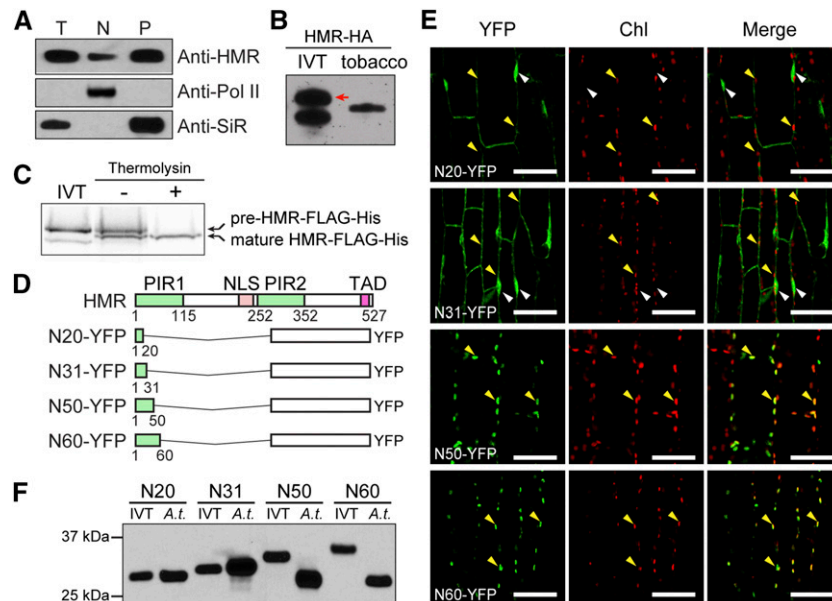 A
T N P
Anti-HMR
Anti-Pol II
Anti-SiR
B
HMR-HA
IVT tobacco
C
Thermolysin
IVT - +
pre-HMR-FLAG-His
mature HMR-FLAG-His
D
PIR1 NLS PIR2 TAD
HMR
1 115 252 352 527
N20-YFP YFP
1 20
N31-YFP YFP
1 31
N50-YFP YFP
1 50
N60-YFP YFP
1 60
E
YFP Chl Merge
N20-YFP
N31-YFP
N50-YFP
N60-YFP
F
N20 N31 N50 N60
IVT A.t. IVT A.t. IVT A.t. IVT A.t.
37 kDa
25 kDa